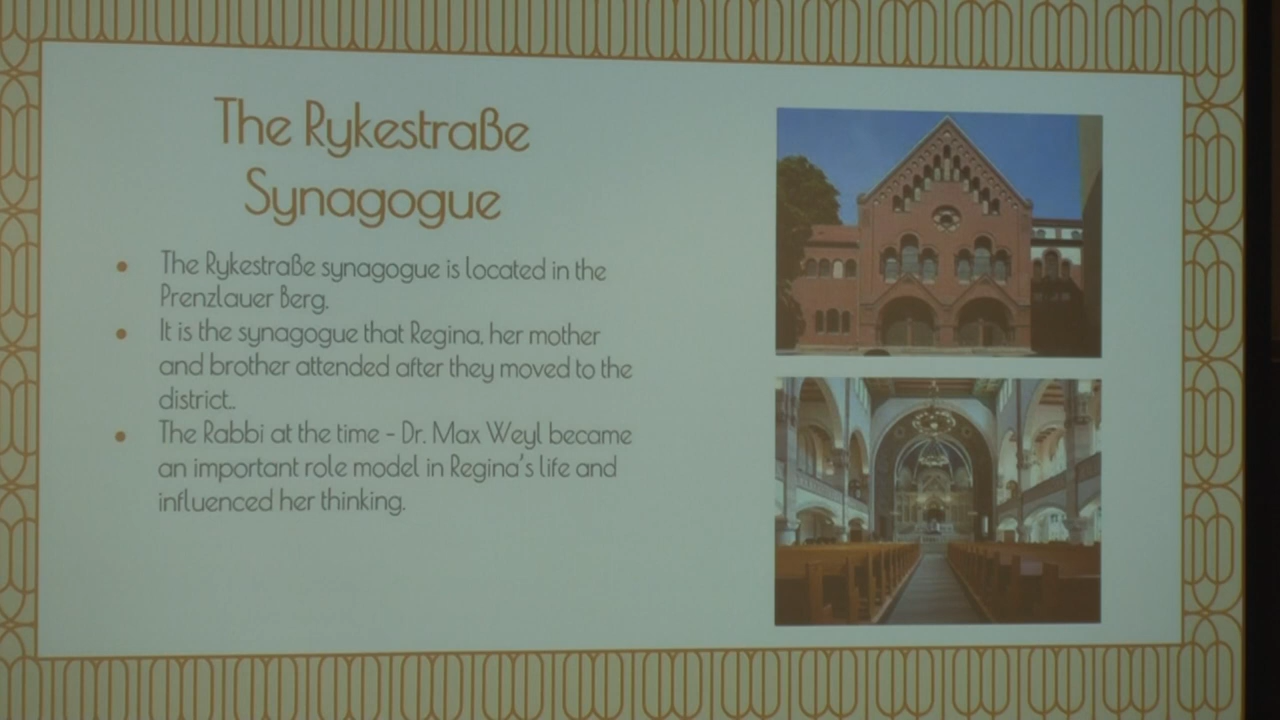 The Rykestraße
Synagogue
• The Rykestraße synagogue is located in the
Prenzlauer Berg.
• It is the synagogue that Regina, her mother
and brother attended after they moved to the
district..
• The Rabbi at the time – Dr. Max Weyl became
an important role model in Regina's life and
influenced her thinking.